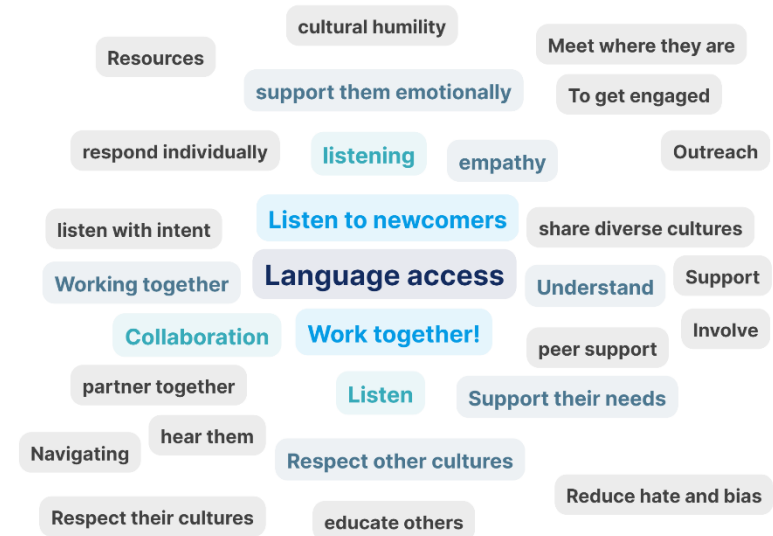 cultural humility
Meet where they are
Resources
support them emotionally
To get engaged
respond individually
listening
empathy
Outreach
Listen to newcomers
listen with intent
share diverse cultures
Language access
Support
Working together
Understand
Collaboration
Work together!
Involve
peer support
partner together
Listen
Support their needs
hear them
Navigating
Respect other cultures
Reduce hate and bias
Respect their cultures
educate others